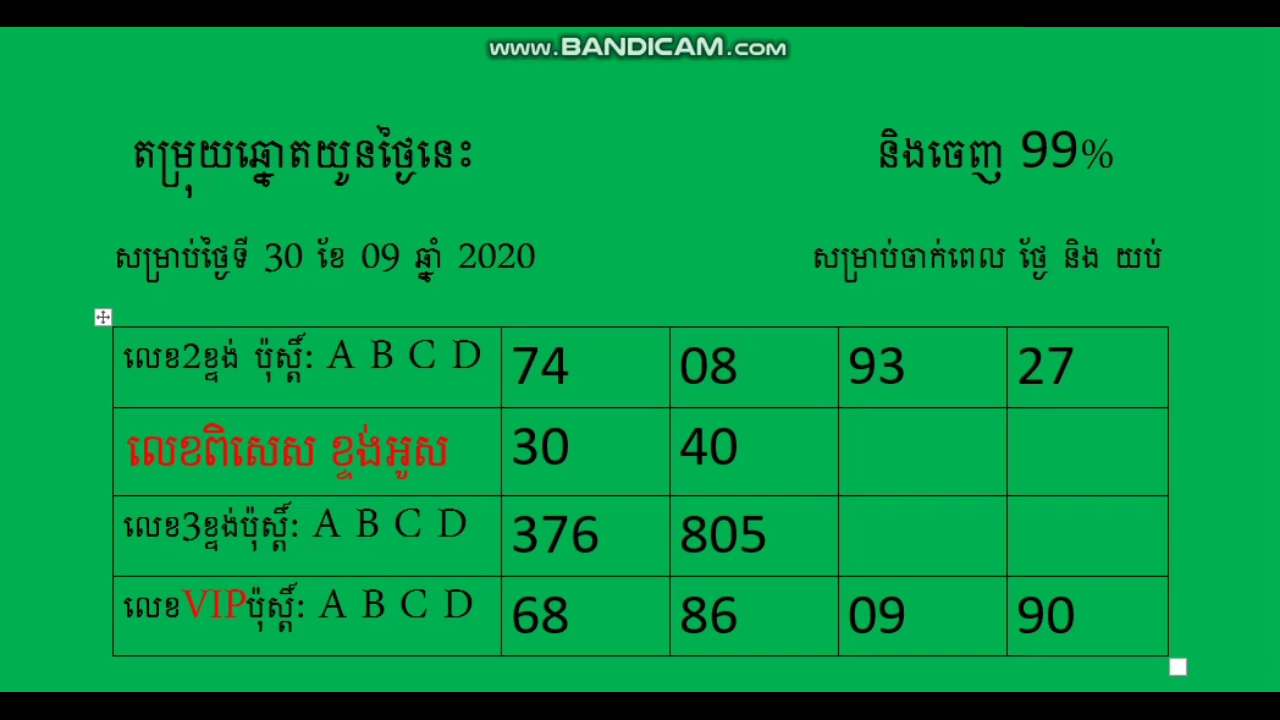 www.BANDICAM.com
តម្រុយឆ្នោតយួនថ្ងៃនេះ និងចេញ 99%
សម្រាប់ថ្ងៃទី 30 ខែ 09 ឆ្នាំ 2020 សម្រាប់ចាក់ពេល ថ្ងៃ និង យប់
លេខ2ខ្ទង់ ប៉ុស្តិ៍: A B C D 74 08 93 27
លេខពិសេស ខ្ទង់អូស 30 40
លេខ3ខ្ទង់ប៉ុស្តិ៍: A B C D 376 805
លេខVIPប៉ុស្តិ៍: A B C D 68 86 09 90